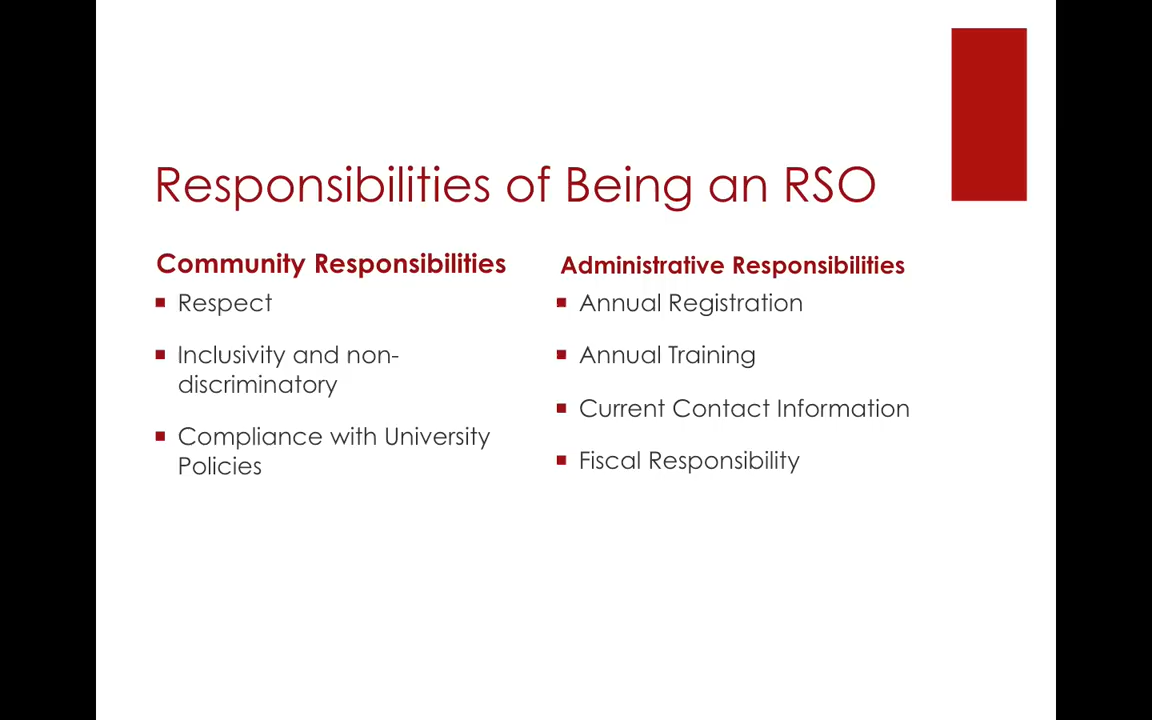 Responsibilities of Being an RSO
Community Responsibilities
Respect
Inclusivity and non-
discriminatory
Compliance with University
Policies
Administrative Responsibilities
Annual Registration
Annual Training
Current Contact Information
Fiscal Responsibility